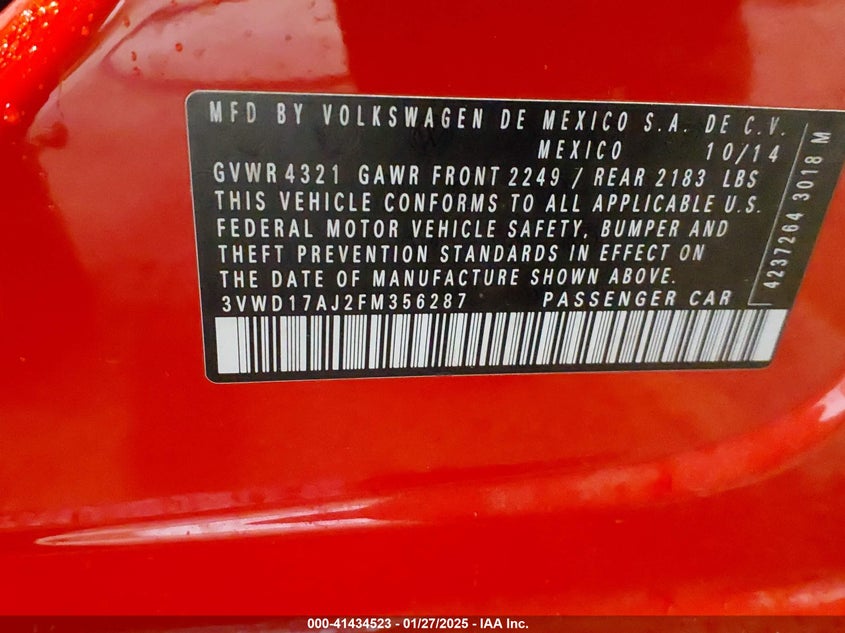 MFD BY VOLKSWAGEN DE MEXICO S.A. DE C.V.
MEXICO 10/14
GVWR 4321 GAWR FRONT 2249 / REAR 2183 LBS
THIS VEHICLE CONFORMS TO ALL APPLICABLE U.S.
FEDERAL MOTOR VEHICLE SAFETY, BUMPER AND
THEFT PREVENTION STANDARDS IN EFFECT ON
THE DATE OF MANUFACTURE SHOWN ABOVE.
3VWD17AJ2FM356287 PASSENGER CAR
4237264 3018 M
000-41434523 - 01/27/2025 - IAA Inc.